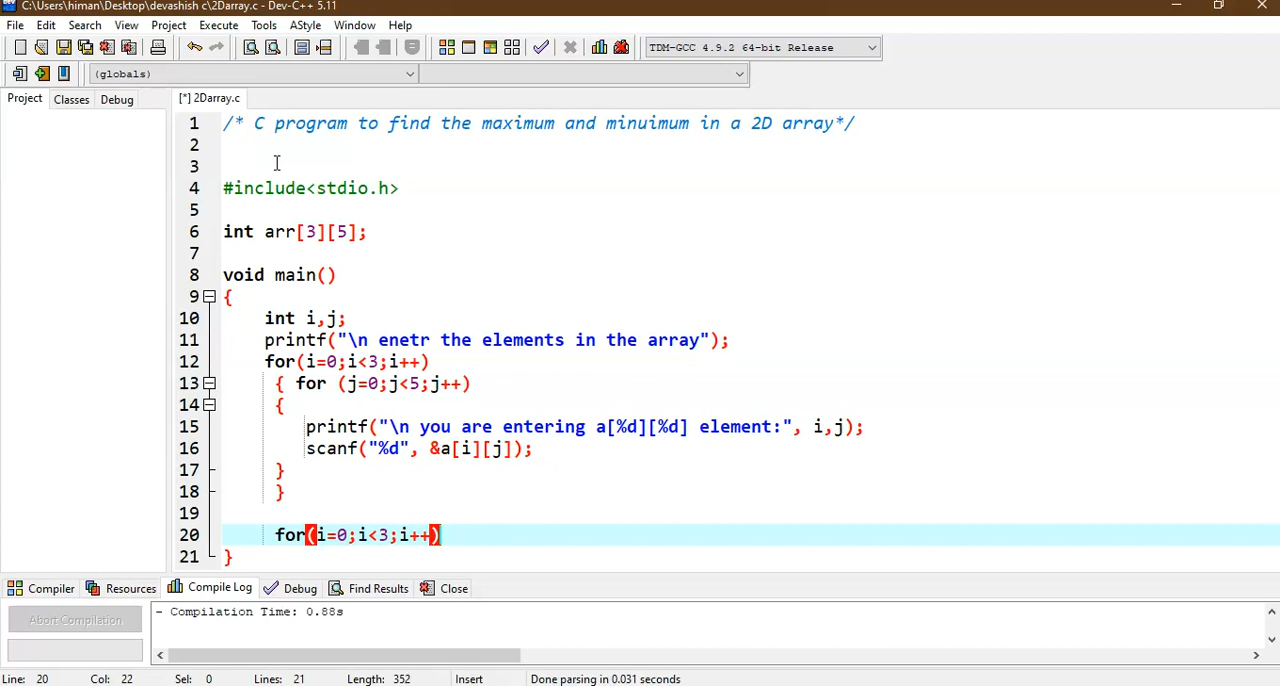 C:\Users\himan\Desktop\devashish c\2Darray.c - Dev-C++ 5.11
File Edit Search View Project Execute Tools AStyle Window Help
TDM-GCC 4.9.2 64-bit Release
(globals)
Project Classes Debug [*] 2Darray.c
1 /* C program to find the maximum and minuimum in a 2D array*/
2
3
4 #include<stdio.h>
5
6 int arr[3][5];
7
8 void main()
9 {
10 int i,j;
11 printf("\n enetr the elements in the array");
12 for(i=0;i<3;i++)
13 { for (j=0;j<5;j++)
14 {
15 printf("\n you are entering a[%d][%d] element:", i,j);
16 scanf("%d", &a[i][j]);
17 }
18 }
19
20 for(i=0;i<3;i++)
21 }
Compiler Resources Compile Log Debug Find Results Close
Abort Compilation
- Compilation Time: 0.88s
Line: 20 Col: 22 Sel: 0 Lines: 21 Length: 352 Insert Done parsing in 0.031 seconds